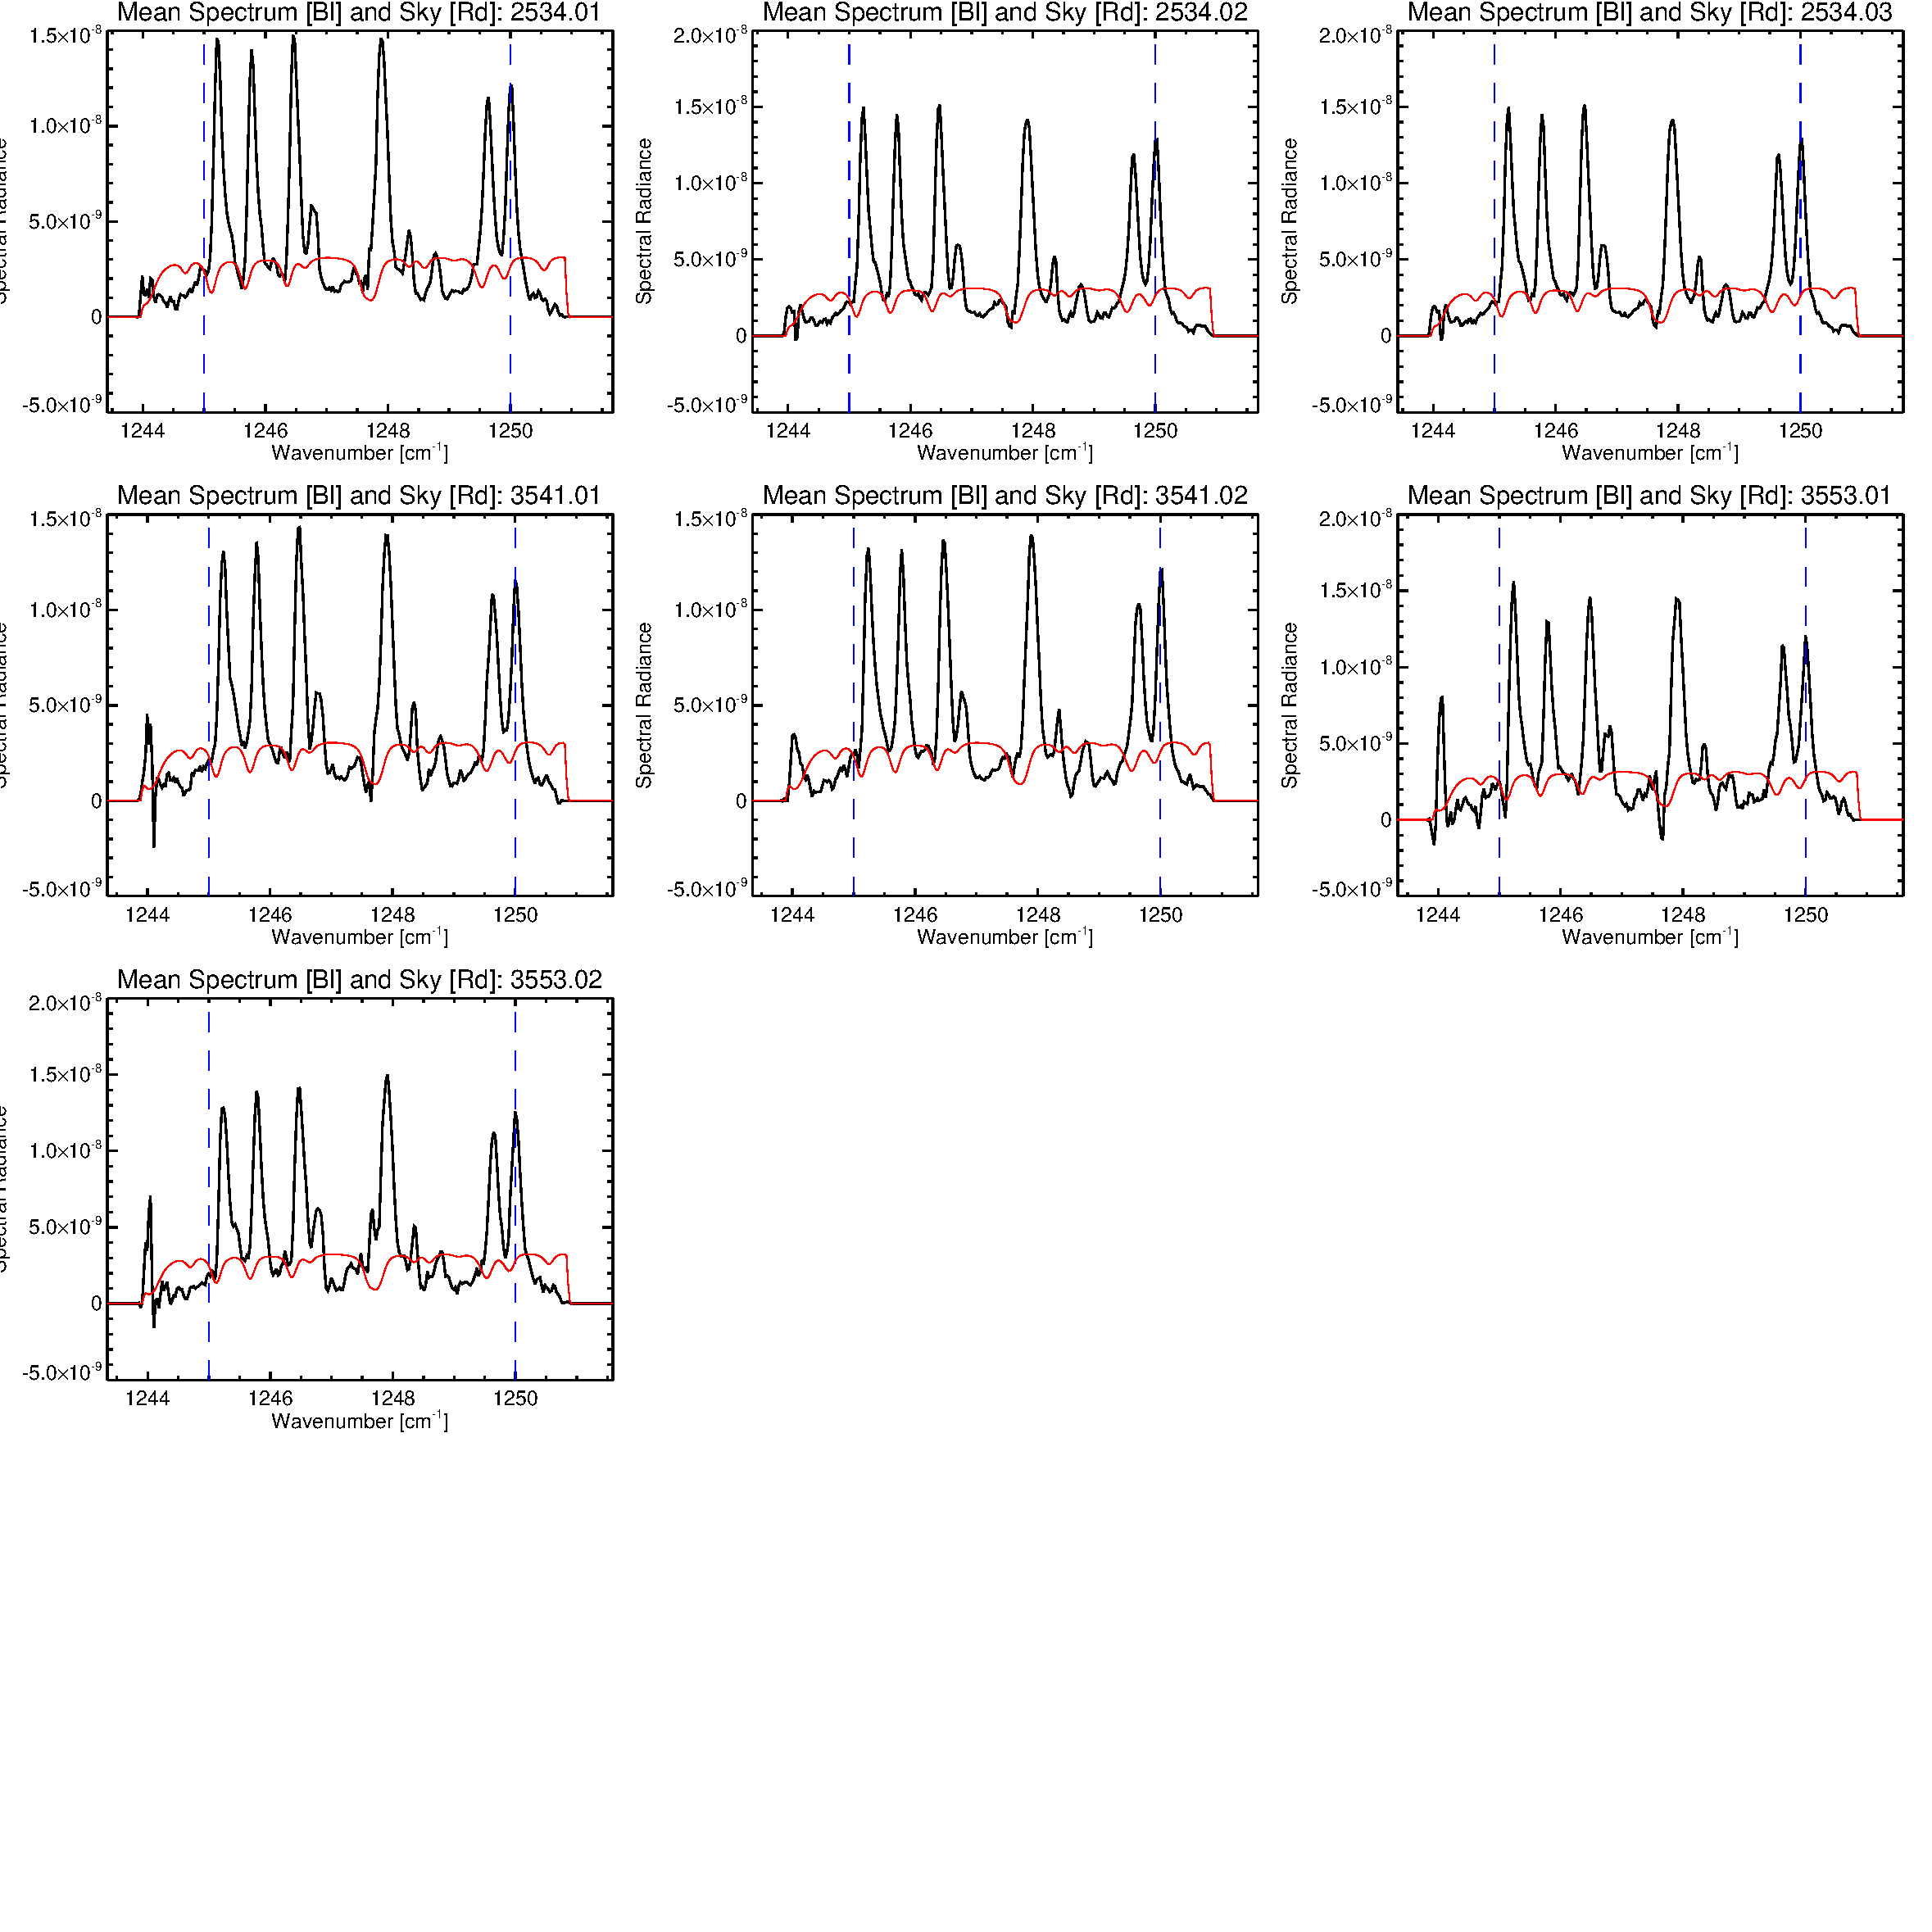 Mean Spectrum [Bl] and Sky [Rd]: 2534.01
Mean Spectrum [Bl] and Sky [Rd]: 2534.02
Mean Spectrum [Bl] and Sky [Rd]: 2534.03
1.5×10⁻⁸
1.0×10⁻⁸
5.0×10⁻⁹
0
-5.0×10⁻⁹
Spectral Radiance
1244 1246 1248 1250
Wavenumber [cm⁻¹]
2.0×10⁻⁸
1.5×10⁻⁸
1.0×10⁻⁸
5.0×10⁻⁹
0
-5.0×10⁻⁹
Spectral Radiance
1244 1246 1248 1250
Wavenumber [cm⁻¹]
2.0×10⁻⁸
1.5×10⁻⁸
1.0×10⁻⁸
5.0×10⁻⁹
0
-5.0×10⁻⁹
Spectral Radiance
1244 1246 1248 1250
Wavenumber [cm⁻¹]
Mean Spectrum [Bl] and Sky [Rd]: 3541.01
Mean Spectrum [Bl] and Sky [Rd]: 3541.02
Mean Spectrum [Bl] and Sky [Rd]: 3553.01
1.5×10⁻⁸
1.0×10⁻⁸
5.0×10⁻⁹
0
-5.0×10⁻⁹
Spectral Radiance
1244 1246 1248 1250
Wavenumber [cm⁻¹]
1.5×10⁻⁸
1.0×10⁻⁸
5.0×10⁻⁹
0
-5.0×10⁻⁹
Spectral Radiance
1244 1246 1248 1250
Wavenumber [cm⁻¹]
2.0×10⁻⁸
1.5×10⁻⁸
1.0×10⁻⁸
5.0×10⁻⁹
0
-5.0×10⁻⁹
Spectral Radiance
1244 1246 1248 1250
Wavenumber [cm⁻¹]
Mean Spectrum [Bl] and Sky [Rd]: 3553.02
2.0×10⁻⁸
1.5×10⁻⁸
1.0×10⁻⁸
5.0×10⁻⁹
0
-5.0×10⁻⁹
Spectral Radiance
1244 1246 1248 1250
Wavenumber [cm⁻¹]